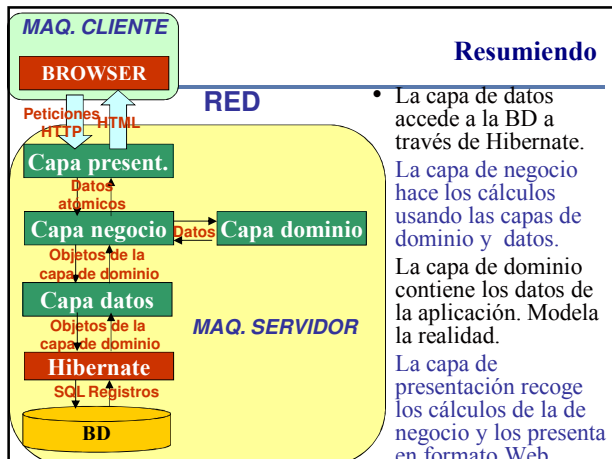 MAQ. CLIENTE
BROWSER
Resumiendo
RED
Peticiones
HTTP
HTML
Capa present.
Datos
atómicos
Capa negocio
Datos
Capa dominio
Objetos de la
capa de dominio
Capa datos
Objetos de la
capa de dominio
MAQ. SERVIDOR
Hibernate
SQL Registros
BD
• La capa de datos
accede a la BD a
través de Hibernate.
La capa de negocio
hace los cálculos
usando las capas de
dominio y datos.
La capa de dominio
contiene los datos de
la aplicación. Modela
la realidad.
La capa de
presentación recoge
los cálculos de la de
negocio y los presenta
en formato Web